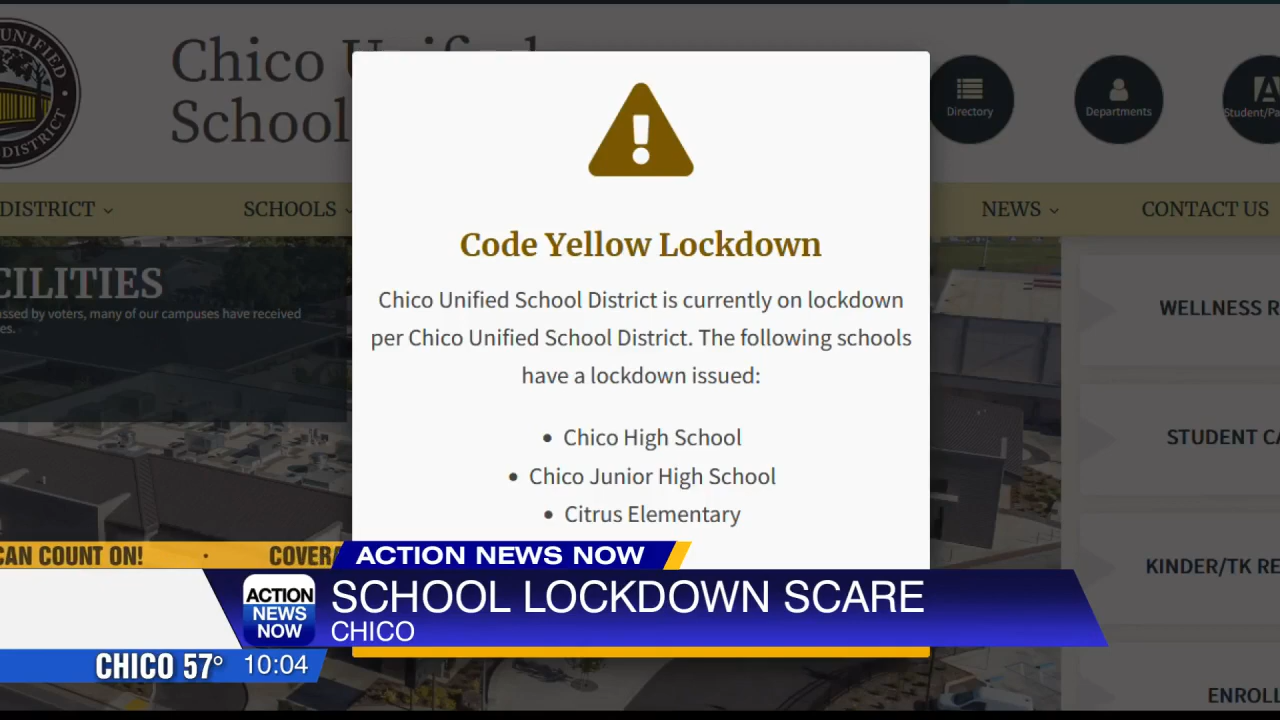 UNIFIED
DISTRICT
Chico Unified
School
Directory
Departments
Student/Pa
DISTRICT
SCHOOLS
NEWS
CONTACT US
CILITIES
ssed by voters, many of our campuses have received
es.
Code Yellow Lockdown
Chico Unified School District is currently on lockdown
per Chico Unified School District. The following schools
have a lockdown issued:
• Chico High School
• Chico Junior High School
• Citrus Elementary
WELLNESS R
STUDENT CA
KINDER/TK RE
ENROLL
CAN COUNT ON! · COVERA
ACTION NEWS NOW
ACTION
NEWS
NOW
SCHOOL LOCKDOWN SCARE
CHICO
CHICO 57° 10:04